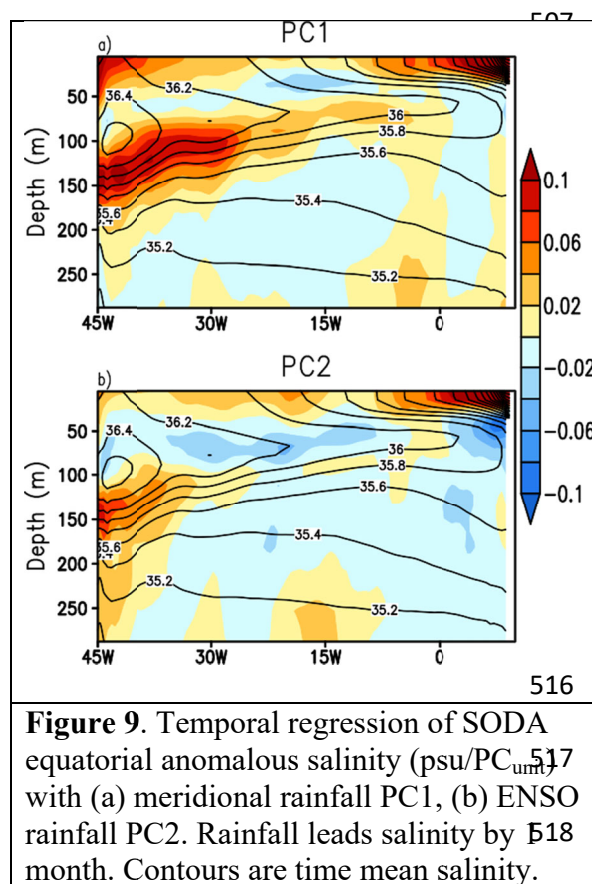 507
PC1
a)
36.4
36.2
36
35.8
35.6
35.6
.4
35.4
35.2
35.2
50
100
150
200
250
Depth (m)
45W 30W 15W 0
0.1
0.06
0.02
−0.02
−0.06
−0.1
PC2
b)
36.4
36.2
36
35.8
35.6
35.6
.4
35.4
35.2
35.2
50
100
150
200
250
Depth (m)
45W 30W 15W 0
516
Figure 9. Temporal regression of SODA
equatorial anomalous salinity (psu/PCunit) 517
with (a) meridional rainfall PC1, (b) ENSO
rainfall PC2. Rainfall leads salinity by 1 518
month. Contours are time mean salinity.